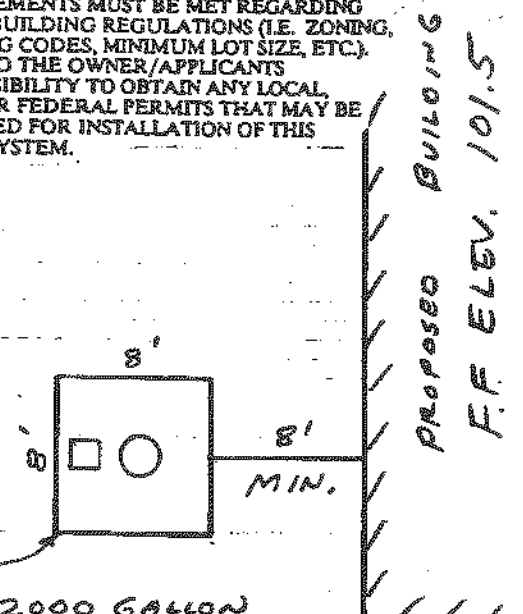 EMENTS MUST BE MET REGARDING
BUILDING REGULATIONS (I.E. ZONING,
G CODES, MINIMUM LOT SIZE, ETC.).
O THE OWNER/APPLICANTS
SIBILITY TO OBTAIN ANY LOCAL,
R FEDERAL PERMITS THAT MAY BE
ED FOR INSTALLATION OF THIS
YSTEM.
PROPOSED BUILDING
F.F ELEV. 101.5
8'
8'
8'
MIN.
2,000 GALLON